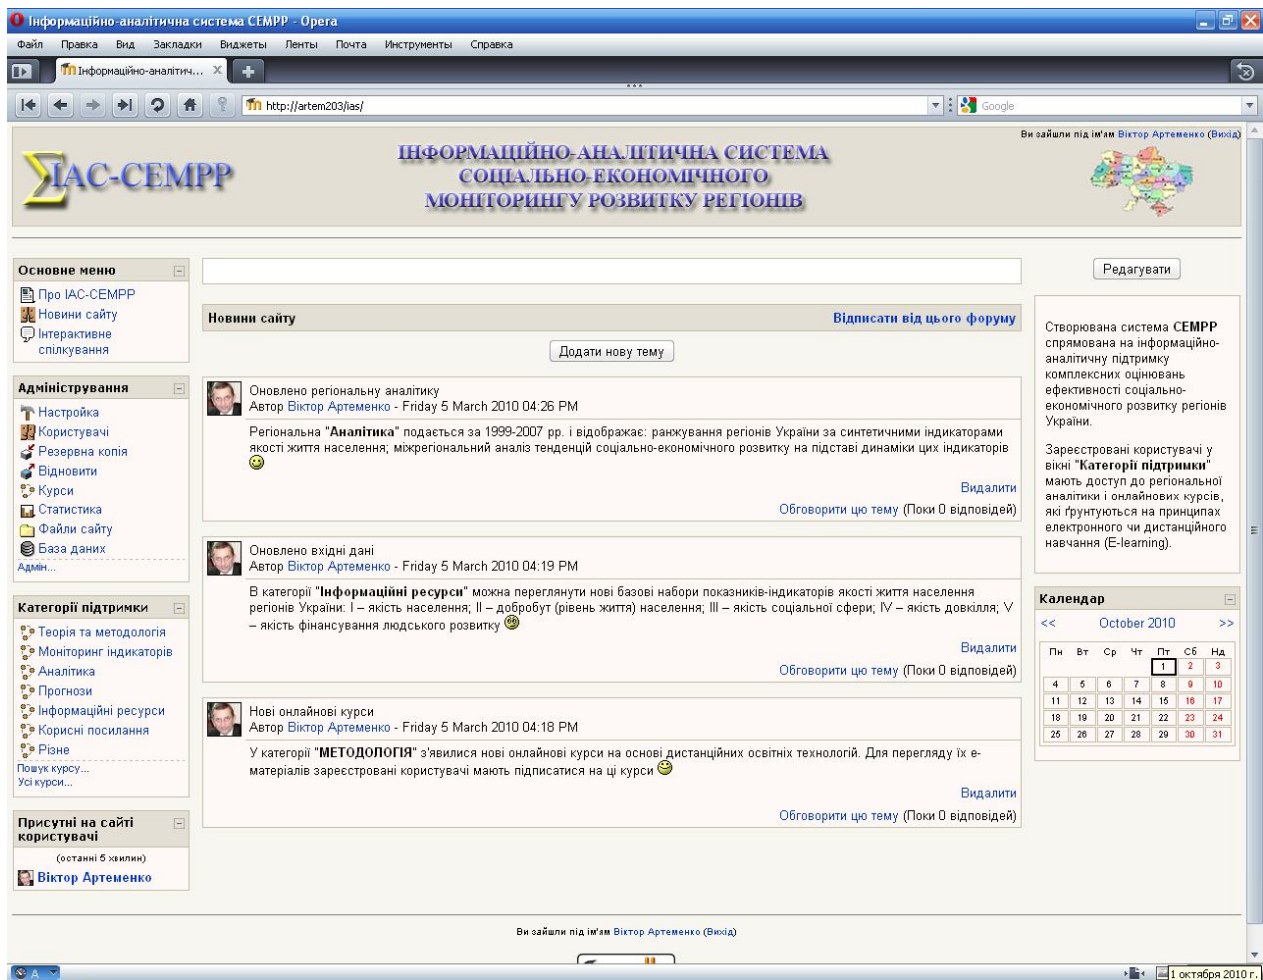 Інформаційно-аналітична система СЕМРР - Opera
Файл Правка Вид Закладки Виджеты Ленты Почта Инструменты Справка
Інформаційно-аналітич...
http://artem203/ias/
Google
Ви зайшли під ім'ям Віктор Артеменко (Вихід)
ІАС-СЕМРР
ІНФОРМАЦІЙНО-АНАЛІТИЧНА СИСТЕМА
СОЦІАЛЬНО-ЕКОНОМІЧНОГО
МОНІТОРИНГУ РОЗВИТКУ РЕГІОНІВ
Основне меню
Про ІАС-СЕМРР
Новини сайту
Інтерактивне
спілкування
Адміністрування
Настройка
Користувачі
Резервна копія
Відновити
Курси
Статистика
Файли сайту
База даних
Адмін...
Категорії підтримки
Теорія та методологія
Моніторинг індикаторів
Аналітика
Прогнози
Інформаційні ресурси
Корисні посилання
Різне
Пошук курсу...
Усі курси...
Присутні на сайті
користувачі
(останні 5 хвилин)
Віктор Артеменко
Новини сайту Відписати від цього форуму
Додати нову тему
Оновлено регіональну аналітику
Автор Віктор Артеменко - Friday 5 March 2010 04:26 PM
Регіональна "Аналітика" подається за 1999-2007 рр. і відображає: ранжування регіонів України за синтетичними індикаторами
якості життя населення; міжрегіональний аналіз тенденцій соціально-економічного розвитку на підставі динаміки цих індикаторів
Видалити
Обговорити цю тему (Поки 0 відповідей)
Оновлено вхідні дані
Автор Віктор Артеменко - Friday 5 March 2010 04:19 PM
В категорії "Інформаційні ресурси" можна переглянути нові базові набори показників-індикаторів якості життя населення
регіонів України: I – якість населення; II – добробут (рівень життя) населення; III – якість соціальної сфери; IV – якість довкілля; V
– якість фінансування людського розвитку
Видалити
Обговорити цю тему (Поки 0 відповідей)
Нові онлайнові курси
Автор Віктор Артеменко - Friday 5 March 2010 04:18 PM
У категорії "МЕТОДОЛОГІЯ" з'явилися нові онлайнові курси на основі дистанційних освітніх технологій. Для перегляду їх е-
матеріалів зареєстровані користувачі мають підписатися на ці курси
Видалити
Обговорити цю тему (Поки 0 відповідей)
Редагувати
Створювана система СЕМРР
спрямована на інформаційно-
аналітичну підтримку
комплексних оцінювань
ефективності соціально-
економічного розвитку регіонів
України.
Зареєстровані користувачі у
вікні "Категорії підтримки"
мають доступ до регіональної
аналітики і онлайнових курсів,
які ґрунтуються на принципах
електронного чи дистанційного
навчання (E-learning).
Календар
<< October 2010 >>
Пн Вт Ср Чт Пт Сб Нд
1 2 3
4 5 6 7 8 9 10
11 12 13 14 15 16 17
18 19 20 21 22 23 24
25 26 27 28 29 30 31
Ви зайшли під ім'ям Віктор Артеменко (Вихід)
1 октября 2010 г.